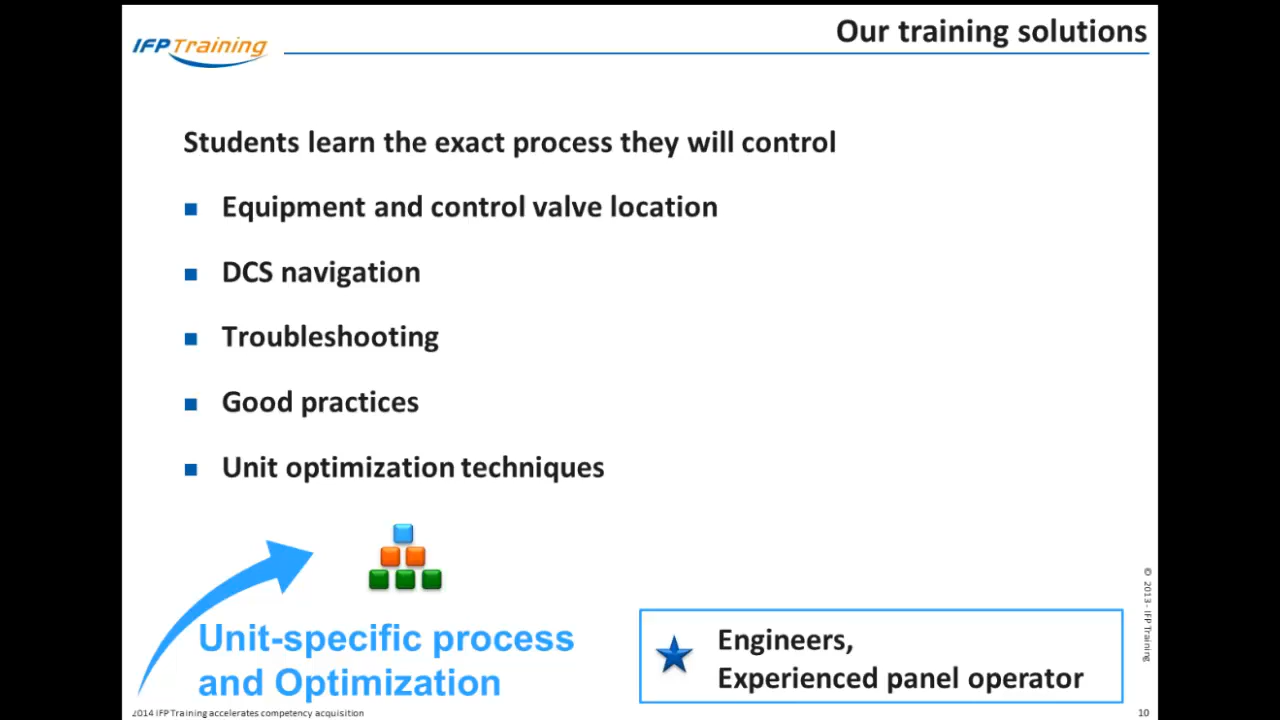 IFPTraining
Our training solutions
Students learn the exact process they will control
Equipment and control valve location
DCS navigation
Troubleshooting
Good practices
Unit optimization techniques
Unit-specific process
and Optimization
Engineers,
Experienced panel operator
© 2013 - IFP Training
2014 IFP Training accelerates competency acquisition
10